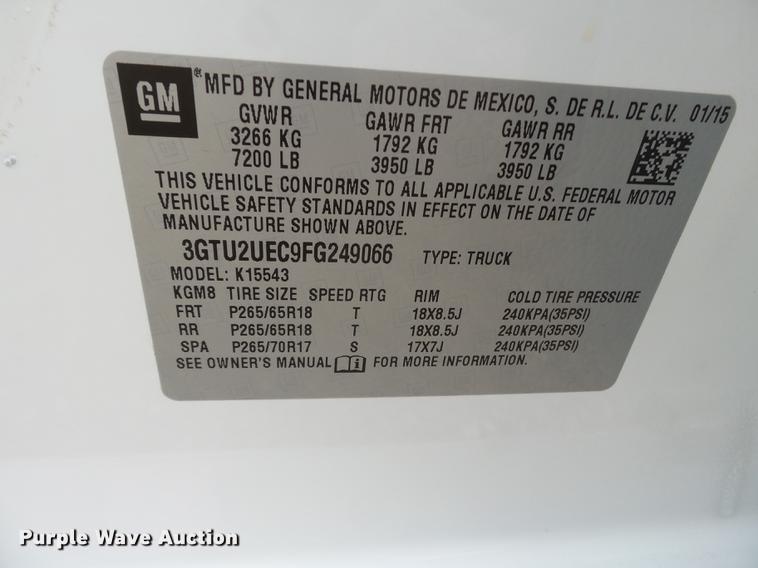 GM
MFD BY GENERAL MOTORS DE MEXICO, S. DE R.L. DE C.V. 01/15
GVWR GAWR FRT GAWR RR
3266 KG 1792 KG 1792 KG
7200 LB 3950 LB 3950 LB
THIS VEHICLE CONFORMS TO ALL APPLICABLE U.S. FEDERAL MOTOR
VEHICLE SAFETY STANDARDS IN EFFECT ON THE DATE OF
MANUFACTURE SHOWN ABOVE.
3GTU2UEC9FG249066 TYPE: TRUCK
MODEL: K15543
KGM8 TIRE SIZE SPEED RTG RIM COLD TIRE PRESSURE
FRT P265/65R18 T 18X8.5J 240KPA(35PSI)
RR P265/65R18 T 18X8.5J 240KPA(35PSI)
SPA P265/70R17 S 17X7J 240KPA(35PSI)
SEE OWNER'S MANUAL FOR MORE INFORMATION.
Purple Wave Auction